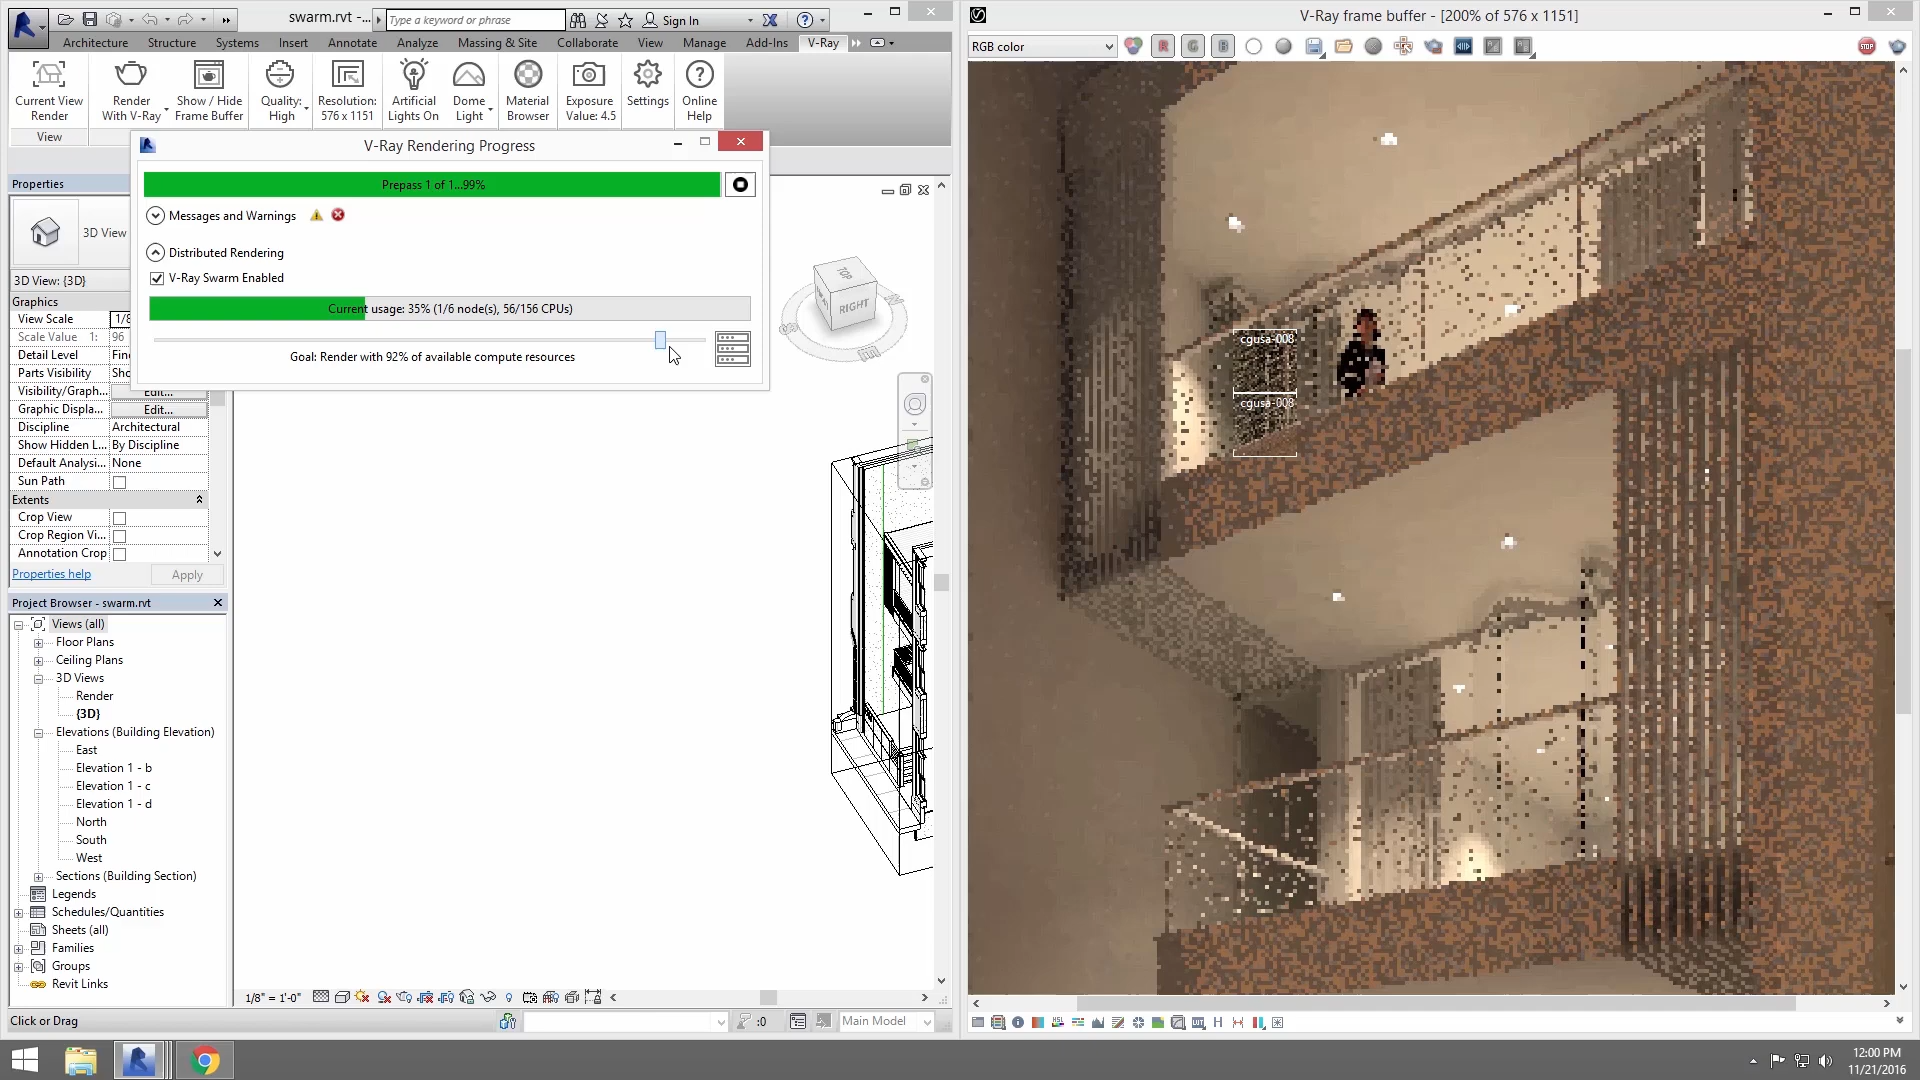 swarm.rvt -...
Type a keyword or phrase
Sign In
Architecture Structure Systems Insert Annotate Analyze Massing & Site Collaborate View Manage Add-Ins V-Ray
Current View Render
Render With V-Ray
Show / Hide Frame Buffer
Quality: High
Resolution: 576 x 1151
Artificial Lights On
Dome Light
Material Browser
Exposure Value: 4.5
Settings
Online Help
View
V-Ray Rendering Progress
Prepass 1 of 1...99%
Messages and Warnings
Distributed Rendering
V-Ray Swarm Enabled
Current usage: 35% (1/6 node(s), 56/156 CPUs)
Goal: Render with 92% of available compute resources
Properties
3D View
3D View: {3D}
Graphics
View Scale 1/8
Scale Value 1: 96
Detail Level Fin
Parts Visibility Sho
Visibility/Graph... Edit...
Graphic Displa... Edit...
Discipline Architectural
Show Hidden L... By Discipline
Default Analysi... None
Sun Path
Extents
Crop View
Crop Region Vi...
Annotation Crop
Properties help Apply
Project Browser - swarm.rvt
Views (all)
Floor Plans
Ceiling Plans
3D Views
Render
{3D}
Elevations (Building Elevation)
East
Elevation 1 - b
Elevation 1 - c
Elevation 1 - d
North
South
West
Sections (Building Section)
Legends
Schedules/Quantities
Sheets (all)
Families
Groups
Revit Links
TOP
RIGHT
1/8" = 1'-0"
Click or Drag
:0
Main Model
V-Ray frame buffer - [200% of 576 x 1151]
RGB color
R G B
STOP
cgusa-008
cgusa-008
HSL
LUT
H
12:00 PM
11/21/2016